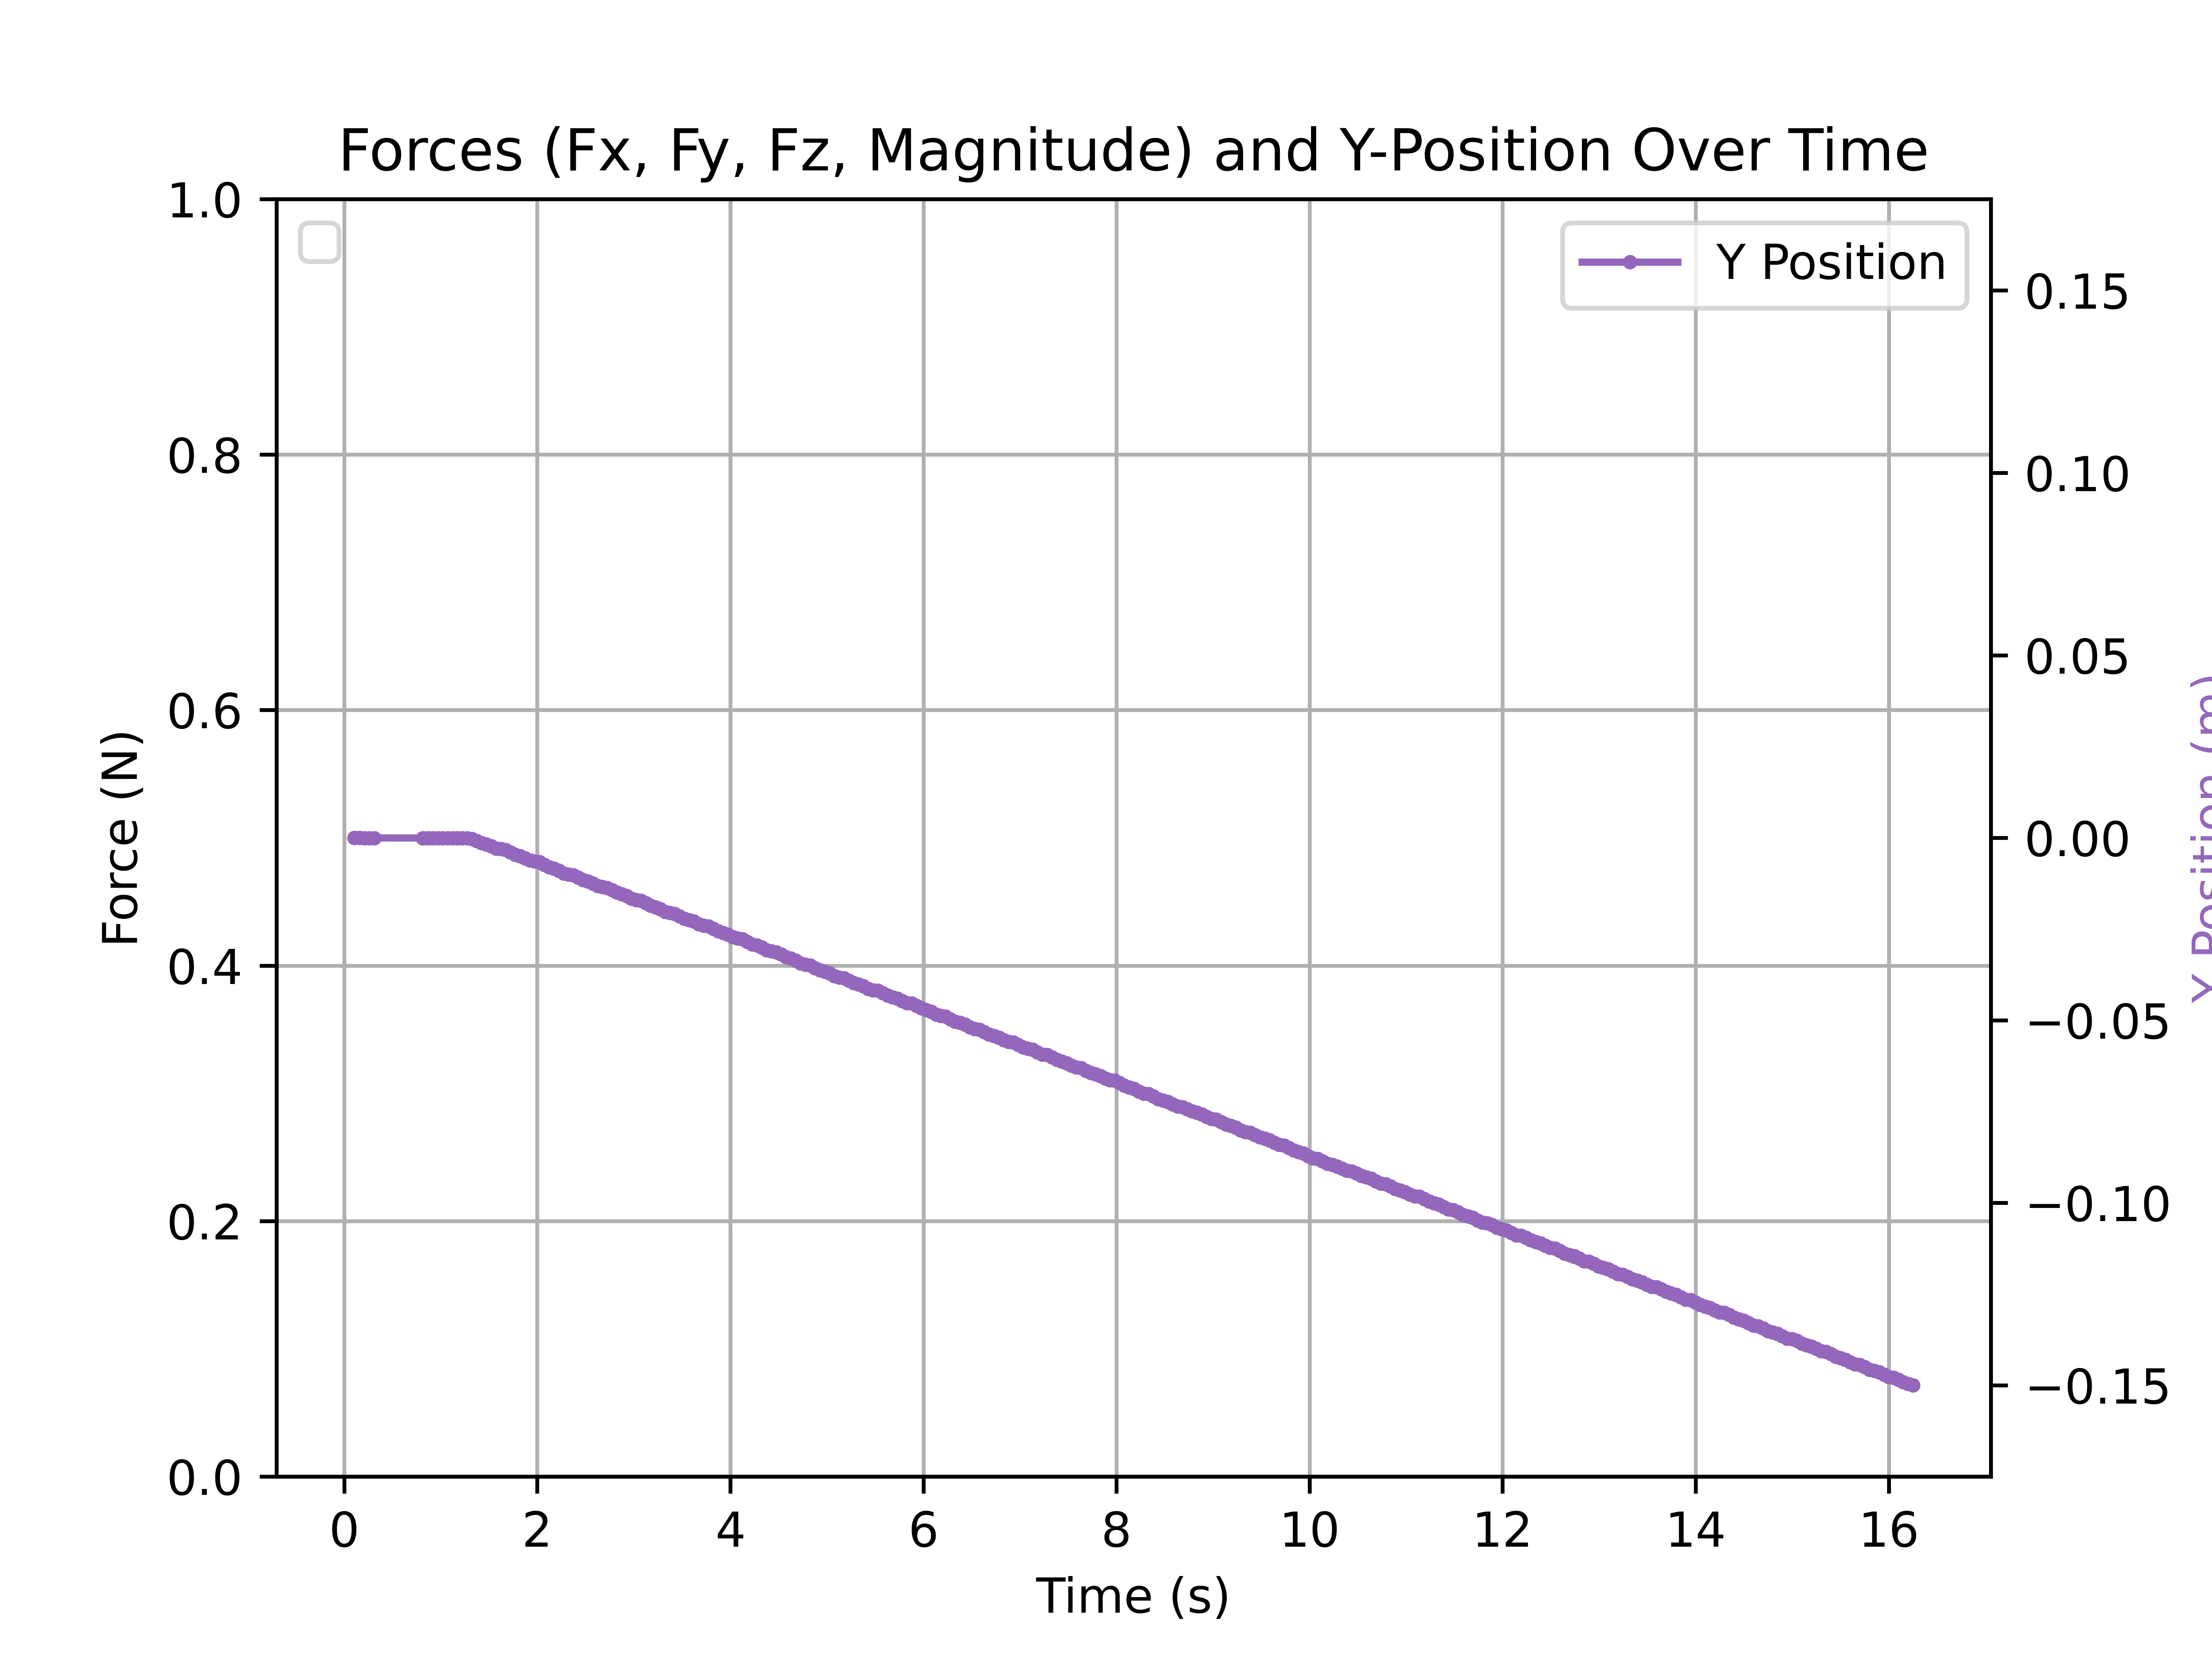 Forces (Fx, Fy, Fz, Magnitude) and Y-Position Over Time
Y Position
1.0
0.8
0.6
0.4
0.2
0.0
Force (N)
0.15
0.10
0.05
0.00
−0.05
−0.10
−0.15
Y Position (m)
0 2 4 6 8 10 12 14 16
Time (s)